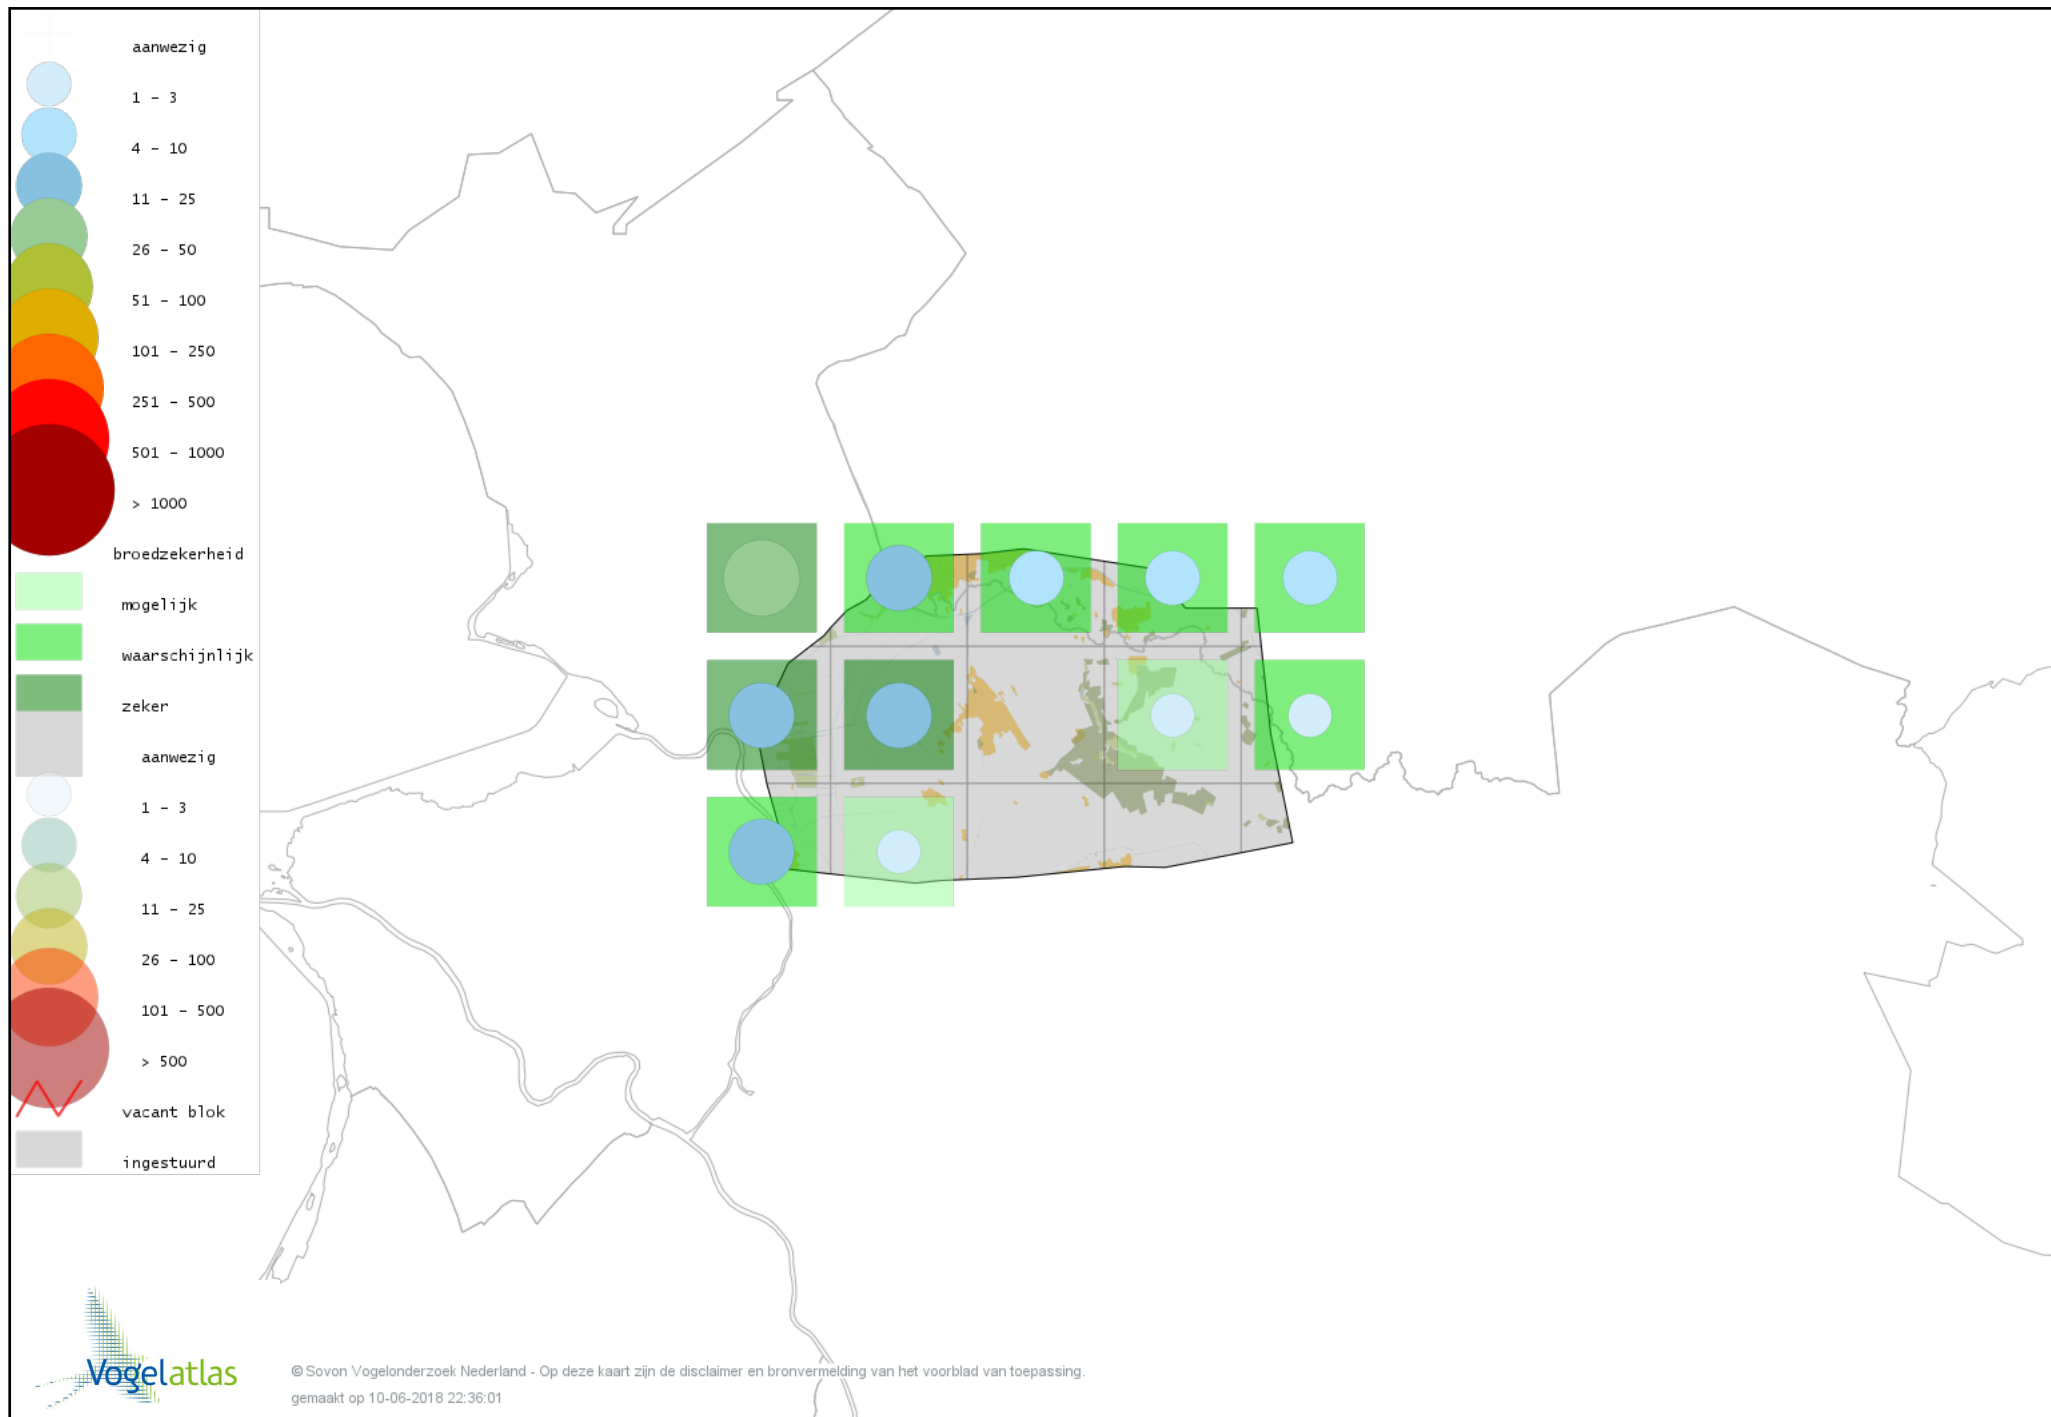 aanwezig
1 - 3
4 - 10
11 - 25
26 - 50
51 - 100
101 - 250
251 - 500
501 - 1000
> 1000
broedzekerheid
mogelijk
waarschijnlijk
zeker
aanwezig
1 - 3
4 - 10
11 - 25
26 - 100
101 - 500
> 500
vacant blok
ingestuurd
Vogelatlas
© Sovon Vogelonderzoek Nederland - Op deze kaart zijn de disclaimer en bronvermelding van het voorblad van toepassing.
gemaakt op 10-06-2018 22:36:01